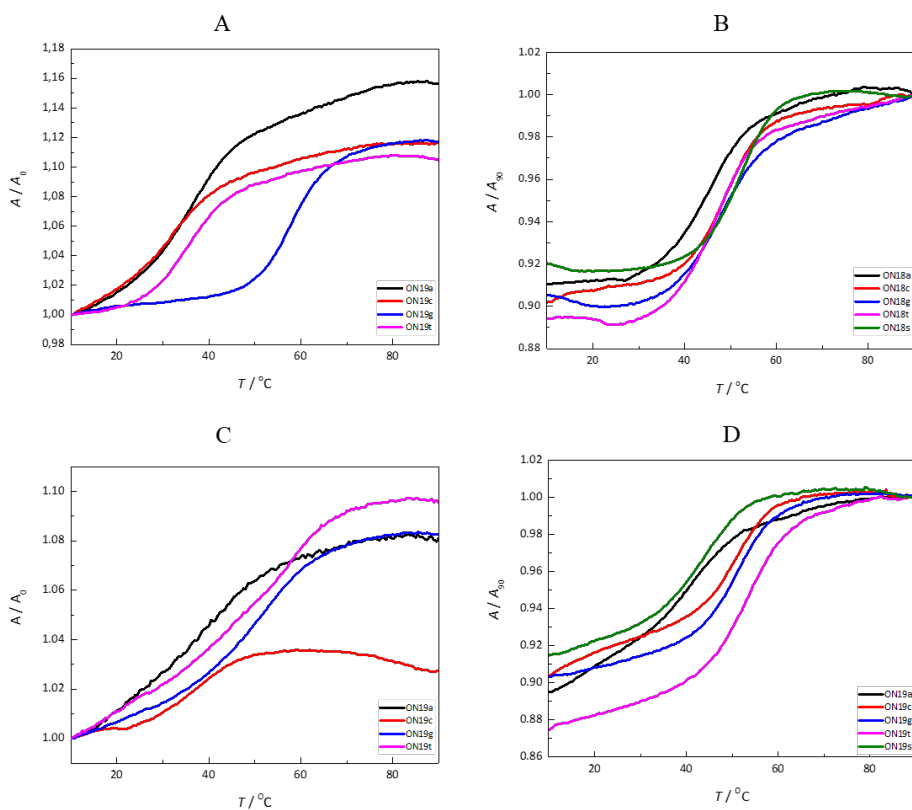 A
1,18
1,16
1,14
1,12
1,10
1,08
1,06
1,04
1,02
1,00
0,98
A / A0
20 40 60 80
T / °C
ON19a
ON19c
ON19g
ON19t
B
1.02
1.00
0.98
0.96
0.94
0.92
0.90
0.88
A / A90
20 40 60 80
T / °C
ON18a
ON18c
ON18g
ON18t
ON18s
C
1.10
1.08
1.06
1.04
1.02
1.00
A / A0
20 40 60 80
T / °C
ON19a
ON19c
ON19g
ON19t
D
1.02
1.00
0.98
0.96
0.94
0.92
0.90
0.88
0.86
A / A90
20 40 60 80
T / °C
ON19a
ON19c
ON19g
ON19t
ON19s